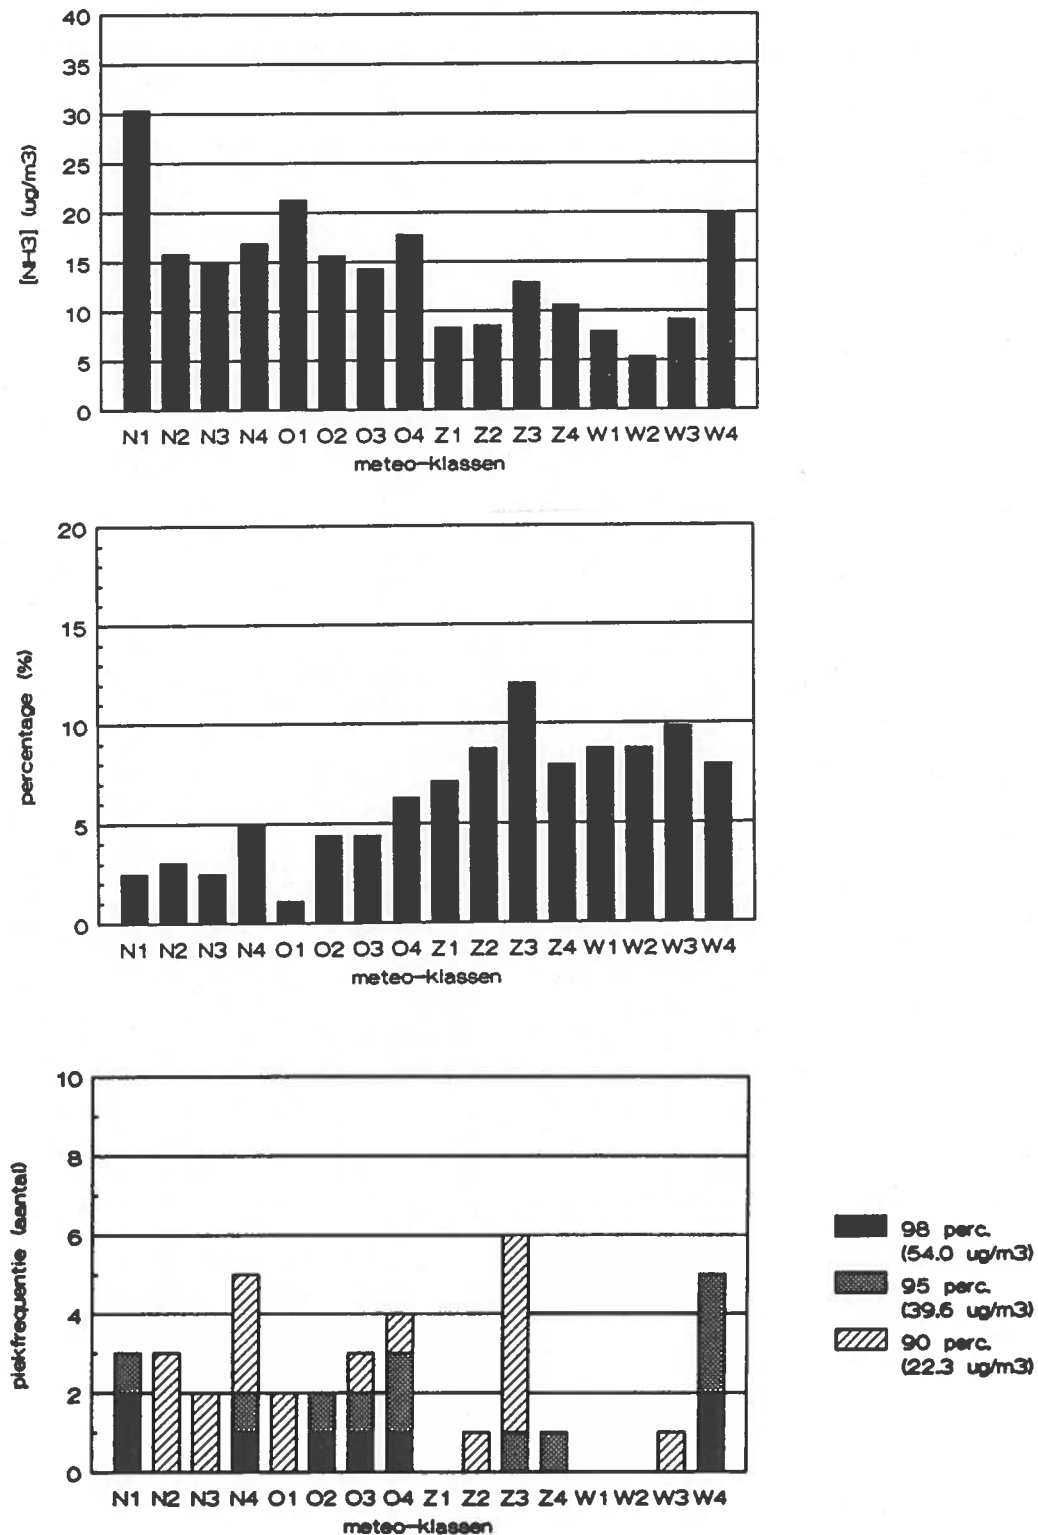 40
35
30
25
20
15
10
5
0
[NH3] (ug/m3)
N1 N2 N3 N4 O1 O2 O3 O4 Z1 Z2 Z3 Z4 W1 W2 W3 W4
meteo-klassen
20
15
10
5
0
percentage (%)
N1 N2 N3 N4 O1 O2 O3 O4 Z1 Z2 Z3 Z4 W1 W2 W3 W4
meteo-klassen
10
8
6
4
2
0
piekfrequentie (aantal)
N1 N2 N3 N4 O1 O2 O3 O4 Z1 Z2 Z3 Z4 W1 W2 W3 W4
meteo-klassen
98 perc.
(54.0 ug/m3)
95 perc.
(39.6 ug/m3)
90 perc.
(22.3 ug/m3)